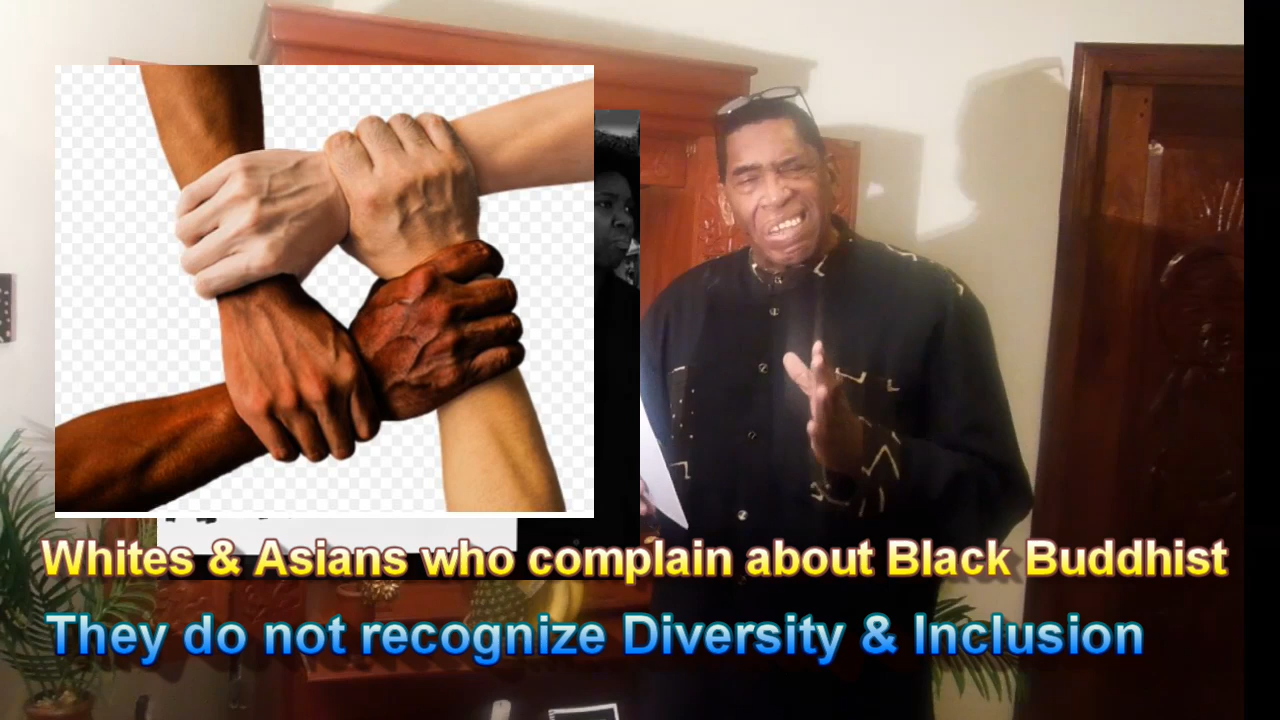 Whites & Asians who complain about Black Buddhist
They do not recognize Diversity & Inclusion